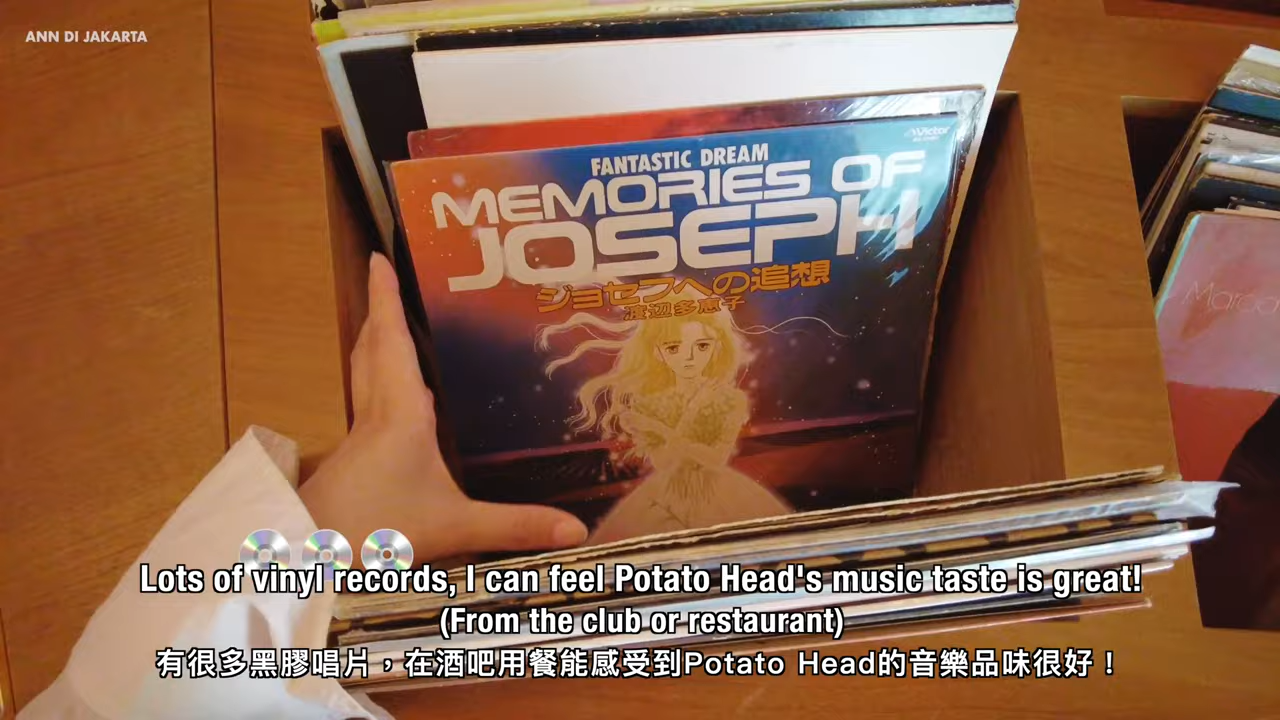 ANN DI JAKARTA
Victor
FANTASTIC DREAM
MEMORIES OF
JOSEPH
ジョセフへの追想
渡辺多恵子
Lots of vinyl records, I can feel Potato Head's music taste is great!
(From the club or restaurant)
有很多黑膠唱片，在酒吧用餐能感受到Potato Head的音樂品味很好！